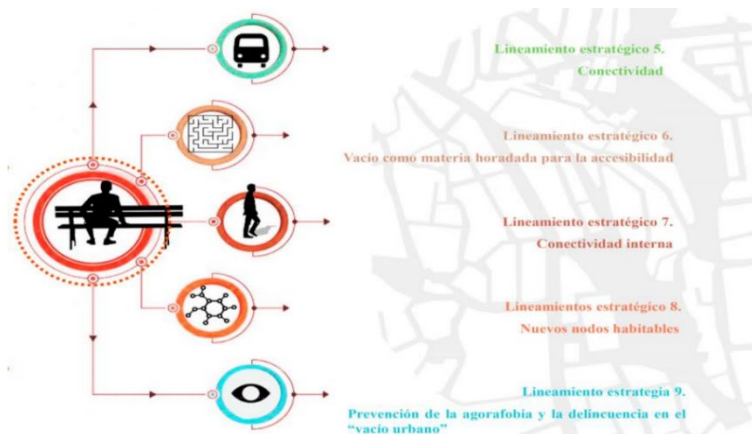 Lineamiento estratégico 5.
Conectividad
Lineamiento estratégico 6.
Vacío como materia horadada para la accesibilidad
Lineamiento estratégico 7.
Conectividad interna
Lineamientos estratégico 8.
Nuevos nodos habitables
Lineamiento estrategia 9.
Prevención de la agorafobia y la delincuencia en el
“vacío urbano”